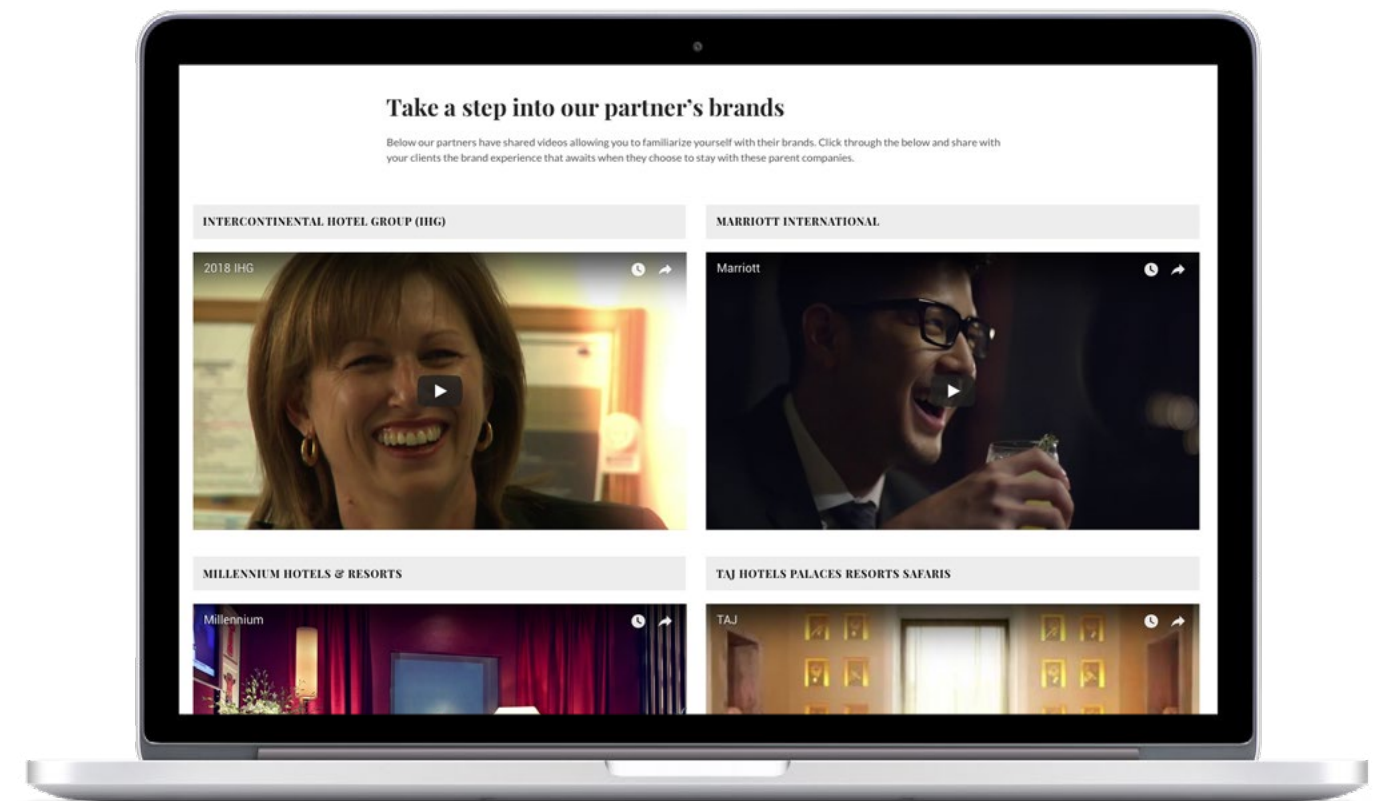 Take a step into our partner's brands
Below our partners have shared videos allowing you to familiarize yourself with their brands. Click through the below and share with
your clients the brand experience that awaits when they choose to stay with these parent companies.
INTERCONTINENTAL HOTEL GROUP (IHG)
MARRIOTT INTERNATIONAL
2018 IHG
Marriott
MILLENNIUM HOTELS & RESORTS
TAJ HOTELS PALACES RESORTS SAFARIS
Millennium
TAJ